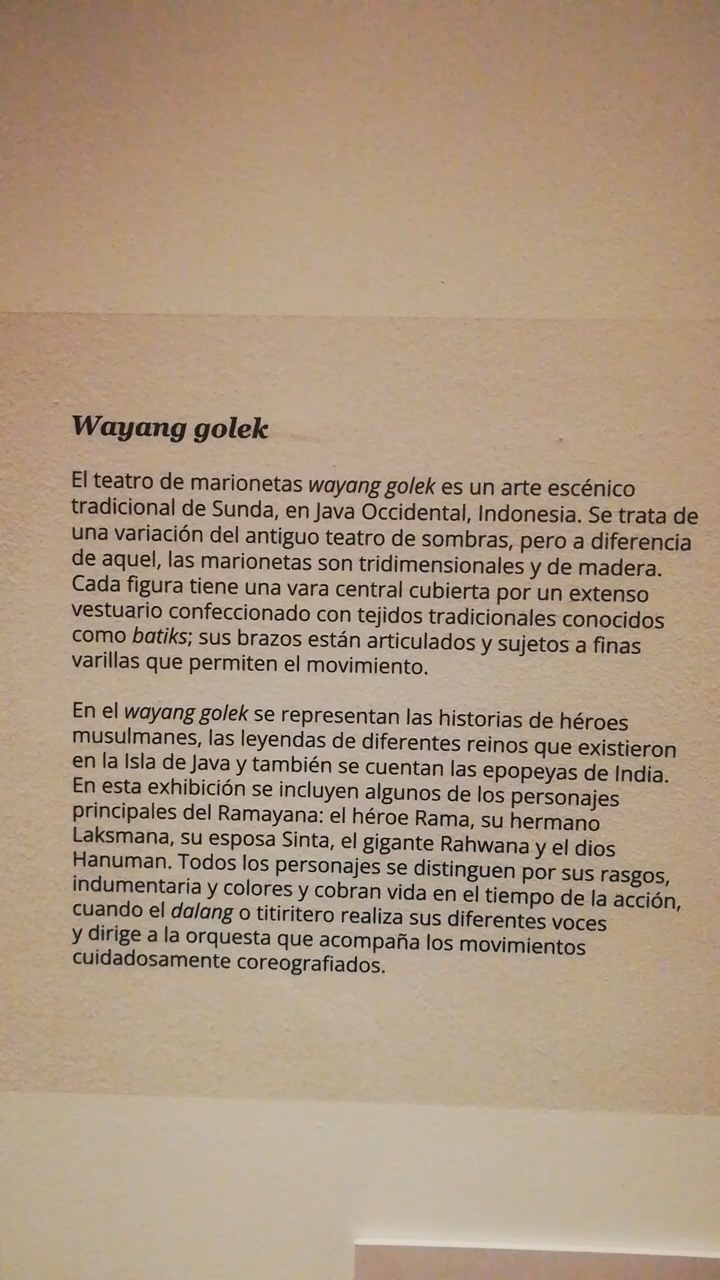 Wayang golek
El teatro de marionetas wayang golek es un arte escénico
tradicional de Sunda, en Java Occidental, Indonesia. Se trata de
una variación del antiguo teatro de sombras, pero a diferencia
de aquel, las marionetas son tridimensionales y de madera.
Cada figura tiene una vara central cubierta por un extenso
vestuario confeccionado con tejidos tradicionales conocidos
como batiks; sus brazos están articulados y sujetos a finas
varillas que permiten el movimiento.
En el wayang golek se representan las historias de héroes
musulmanes, las leyendas de diferentes reinos que existieron
en la Isla de Java y también se cuentan las epopeyas de India.
En esta exhibición se incluyen algunos de los personajes
principales del Ramayana: el héroe Rama, su hermano
Laksmana, su esposa Sinta, el gigante Rahwana y el dios
Hanuman. Todos los personajes se distinguen por sus rasgos,
indumentaria y colores y cobran vida en el tiempo de la acción,
cuando el dalang o titiritero realiza sus diferentes voces
y dirige a la orquesta que acompaña los movimientos
cuidadosamente coreografiados.